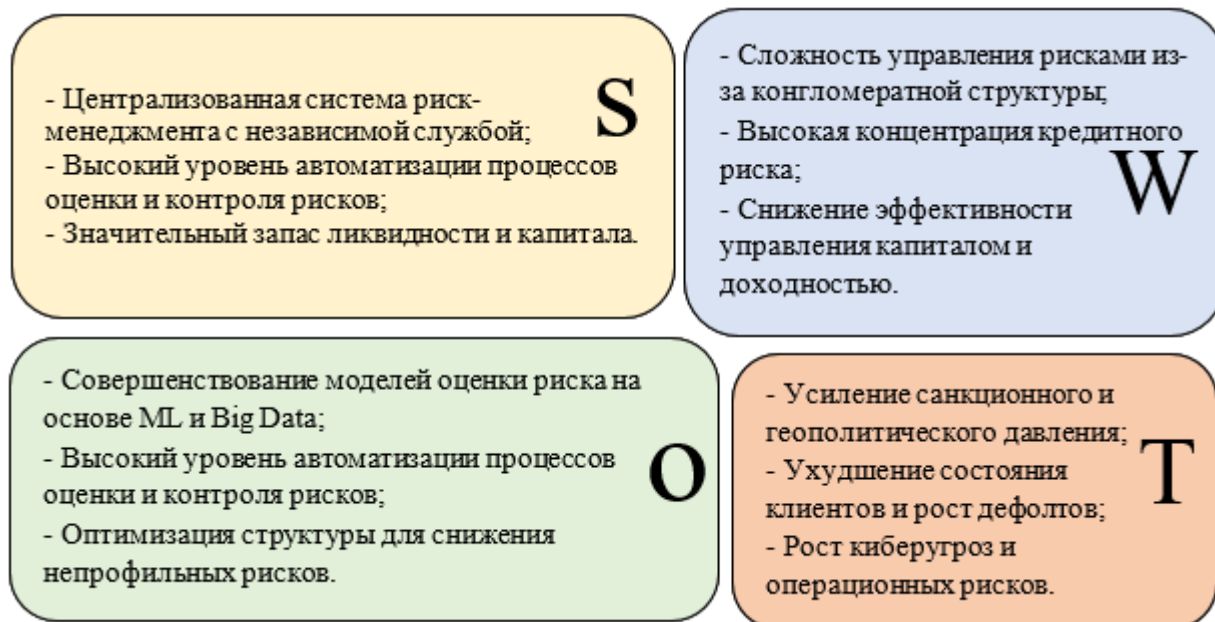 - Централизованная система риск-
менеджмента с независимой службой;
- Высокий уровень автоматизации процессов
оценки и контроля рисков;
- Значительный запас ликвидности и капитала.
S
- Сложность управления рисками из-
за конгломератной структуры;
- Высокая концентрация кредитного
риска;
- Снижение эффективности
управления капиталом и
доходностью.
W
- Совершенствование моделей оценки риска на
основе ML и Big Data;
- Высокий уровень автоматизации процессов
оценки и контроля рисков;
- Оптимизация структуры для снижения
непрофильных рисков.
O
- Усиление санкционного и
геополитического давления;
- Ухудшение состояния
клиентов и рост дефолтов;
- Рост киберугроз и
операционных рисков.
T